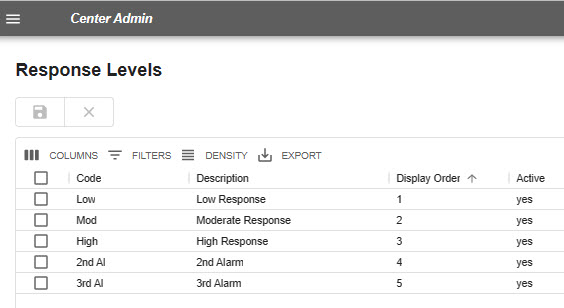 Center Admin
Response Levels
COLUMNS FILTERS DENSITY EXPORT
Code Description Display Order Active
Low Low Response 1 yes
Mod Moderate Response 2 yes
High High Response 3 yes
2nd Al 2nd Alarm 4 yes
3rd Al 3rd Alarm 5 yes